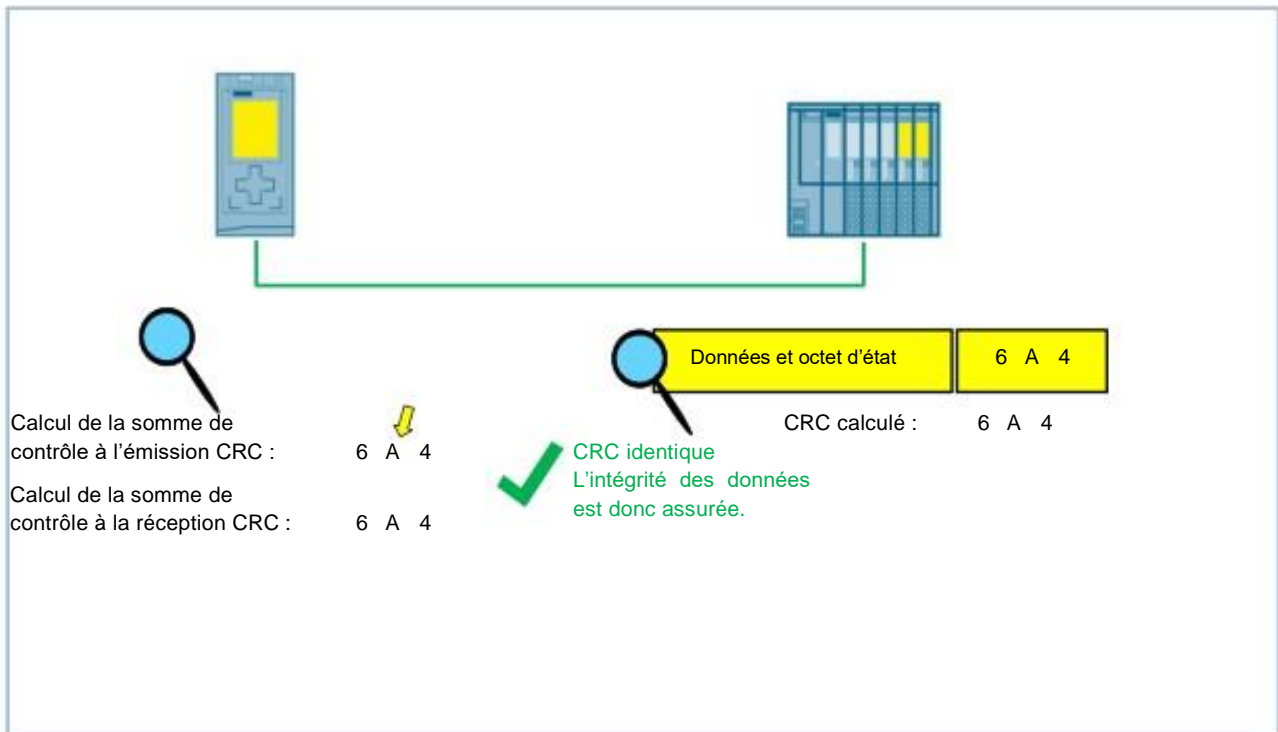 Données et octet d’état 6 A 4
CRC calculé : 6 A 4
Calcul de la somme de
contrôle à l’émission CRC : 6 A 4
Calcul de la somme de
contrôle à la réception CRC : 6 A 4
CRC identique
L’intégrité des données
est donc assurée.